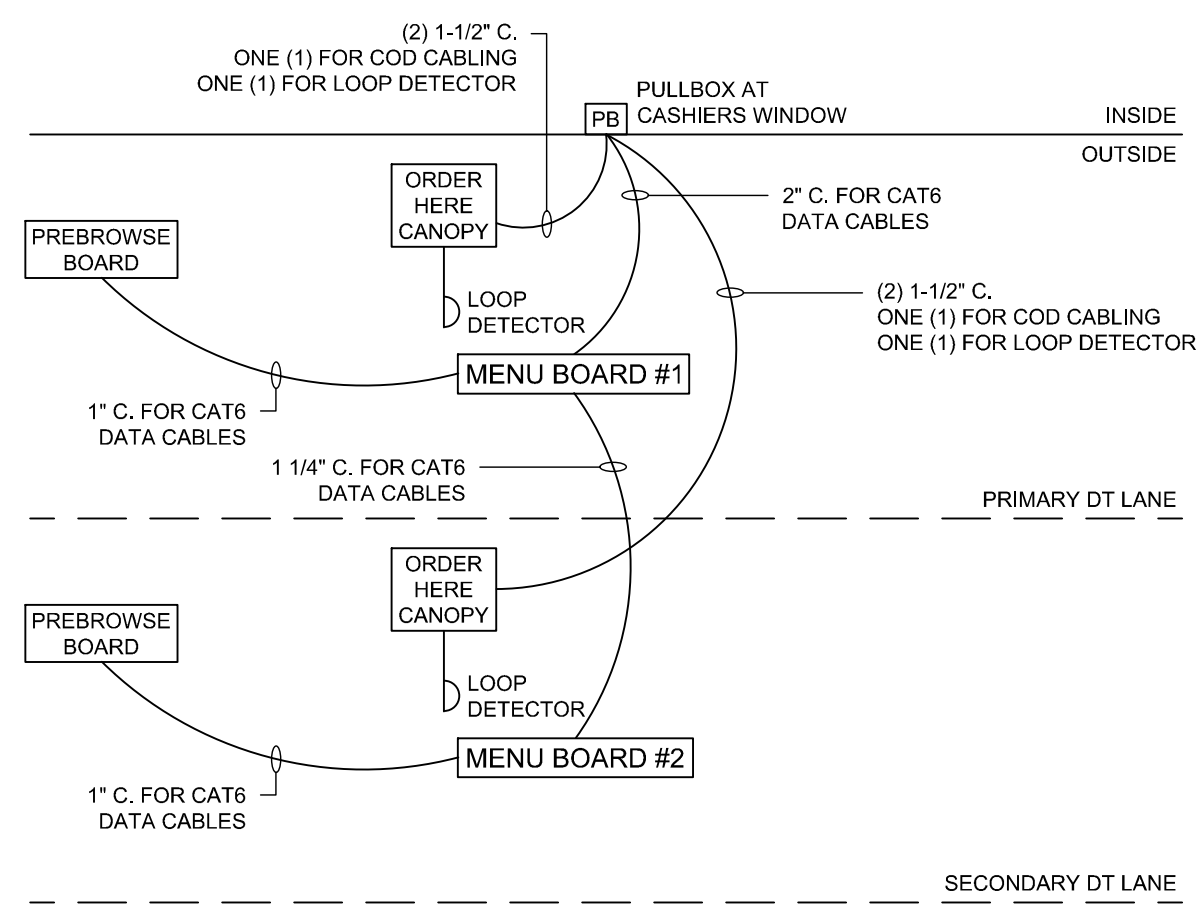 (2) 1-1/2" C.
ONE (1) FOR COD CABLING
ONE (1) FOR LOOP DETECTOR
PULLBOX AT
CASHIERS WINDOW
PB
INSIDE
OUTSIDE
ORDER
HERE
CANOPY
2" C. FOR CAT6
DATA CABLES
PREBROWSE
BOARD
LOOP
DETECTOR
(2) 1-1/2" C.
ONE (1) FOR COD CABLING
ONE (1) FOR LOOP DETECTOR
MENU BOARD #1
1" C. FOR CAT6
DATA CABLES
1 1/4" C. FOR CAT6
DATA CABLES
PRIMARY DT LANE
ORDER
HERE
CANOPY
PREBROWSE
BOARD
LOOP
DETECTOR
MENU BOARD #2
1" C. FOR CAT6
DATA CABLES
SECONDARY DT LANE